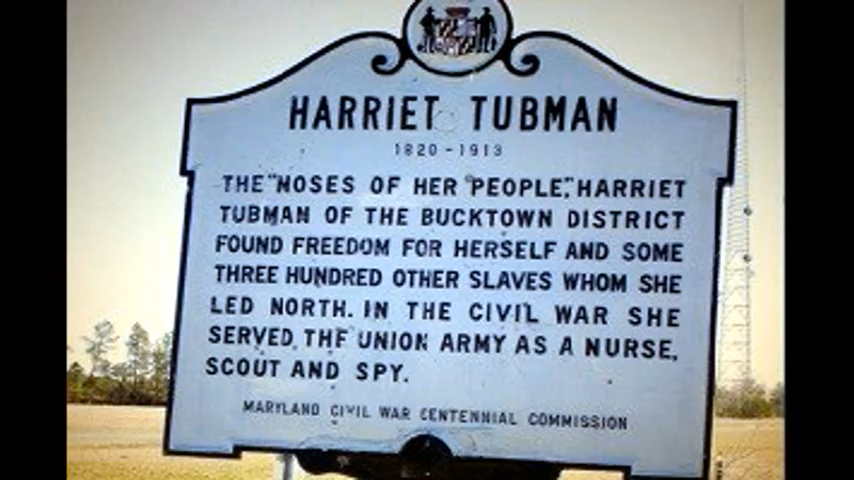 HARRIET TUBMAN
1820-1913
THE "MOSES OF HER PEOPLE," HARRIET
TUBMAN OF THE BUCKTOWN DISTRICT
FOUND FREEDOM FOR HERSELF AND SOME
THREE HUNDRED OTHER SLAVES WHOM SHE
LED NORTH. IN THE CIVIL WAR SHE
SERVED THE UNION ARMY AS A NURSE,
SCOUT AND SPY.
MARYLAND CIVIL WAR CENTENNIAL COMMISSION